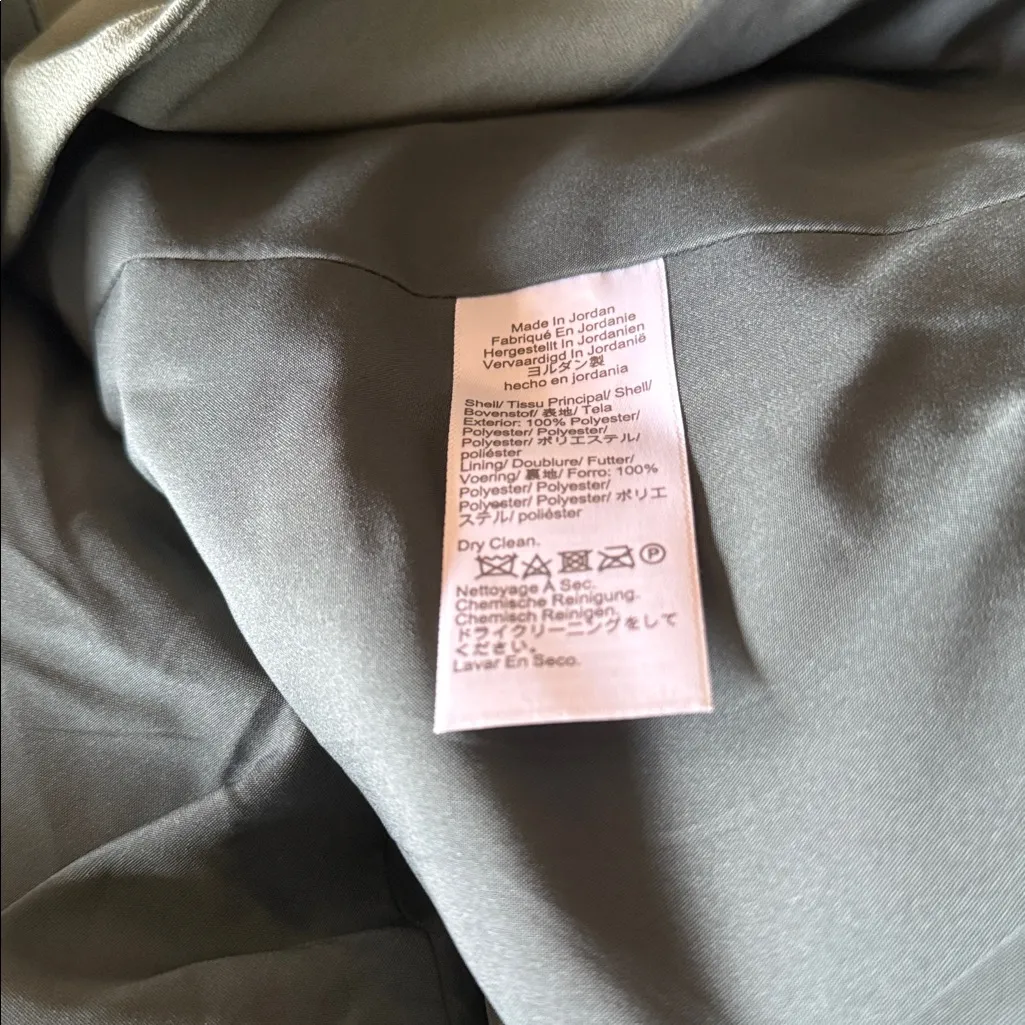 Made In Jordan
Fabriqué En Jordanie
Hergestellt In Jordanien
Vervaardigd In Jordanië
ヨルダン製
hecho en jordania
Shell/ Tissu Principal/ Shell/
Bovenstof/ 表地/ Tela
Exterior: 100% Polyester/
Polyester/ Polyester/
Polyester/ ポリエステル/
poliéster
Lining/ Doublure/ Futter/
Voering/ 裏地/ Forro: 100%
Polyester/ Polyester/
Polyester/ Polyester/ ポリエ
ステル/ poliéster
Dry Clean.
P
Nettoyage À Sec.
Chemische Reinigung.
Chemisch Reinigen.
ドライクリーニングをして
ください。
Lavar En Seco.